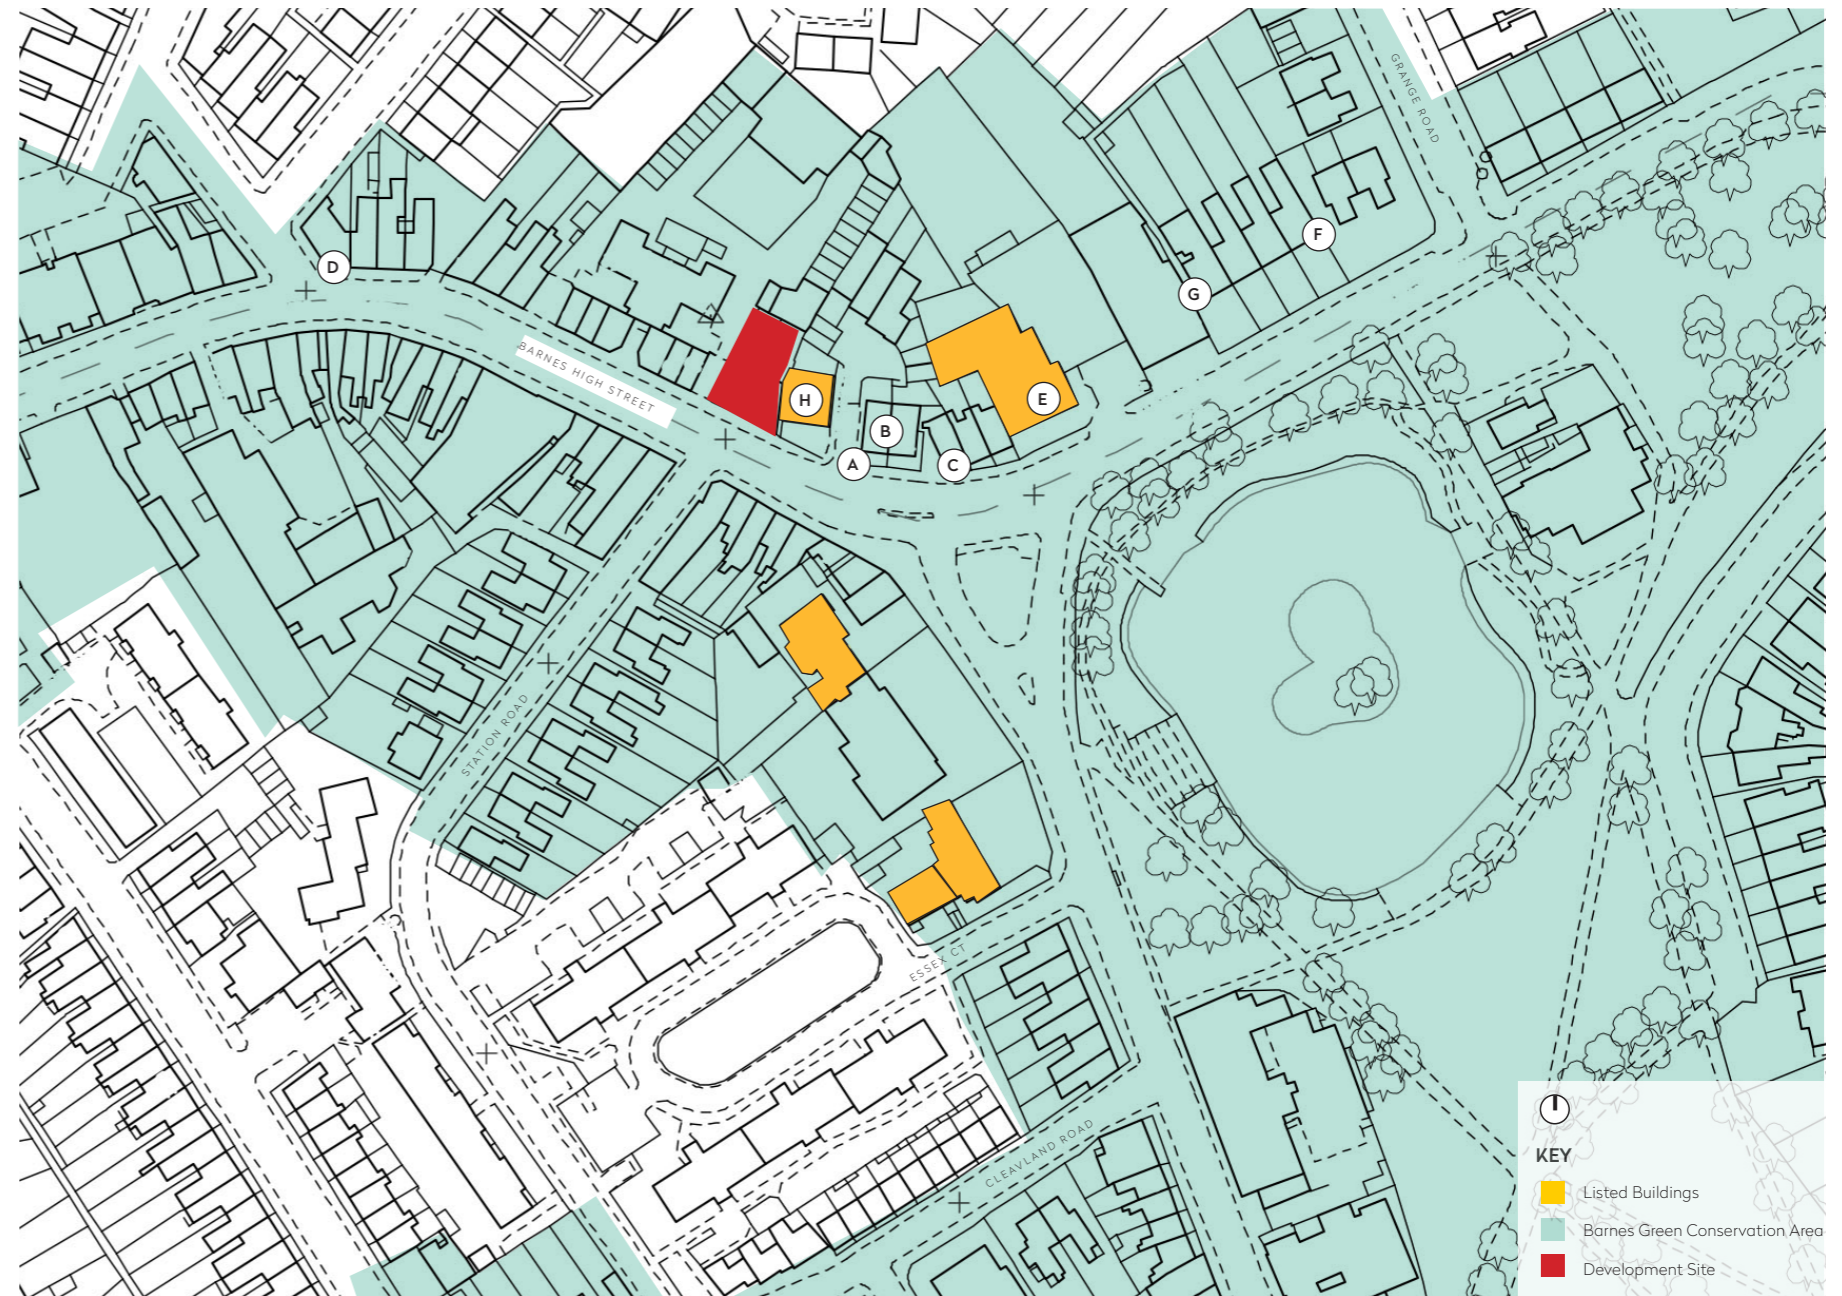 GRANGE ROAD
F
D
G
BARNES HIGH STREET
H
E
B
A
C
STATION ROAD
ESSEX CT
CLEAVLAND ROAD
KEY
Listed Buildings
Barnes Green Conservation Area
Development Site